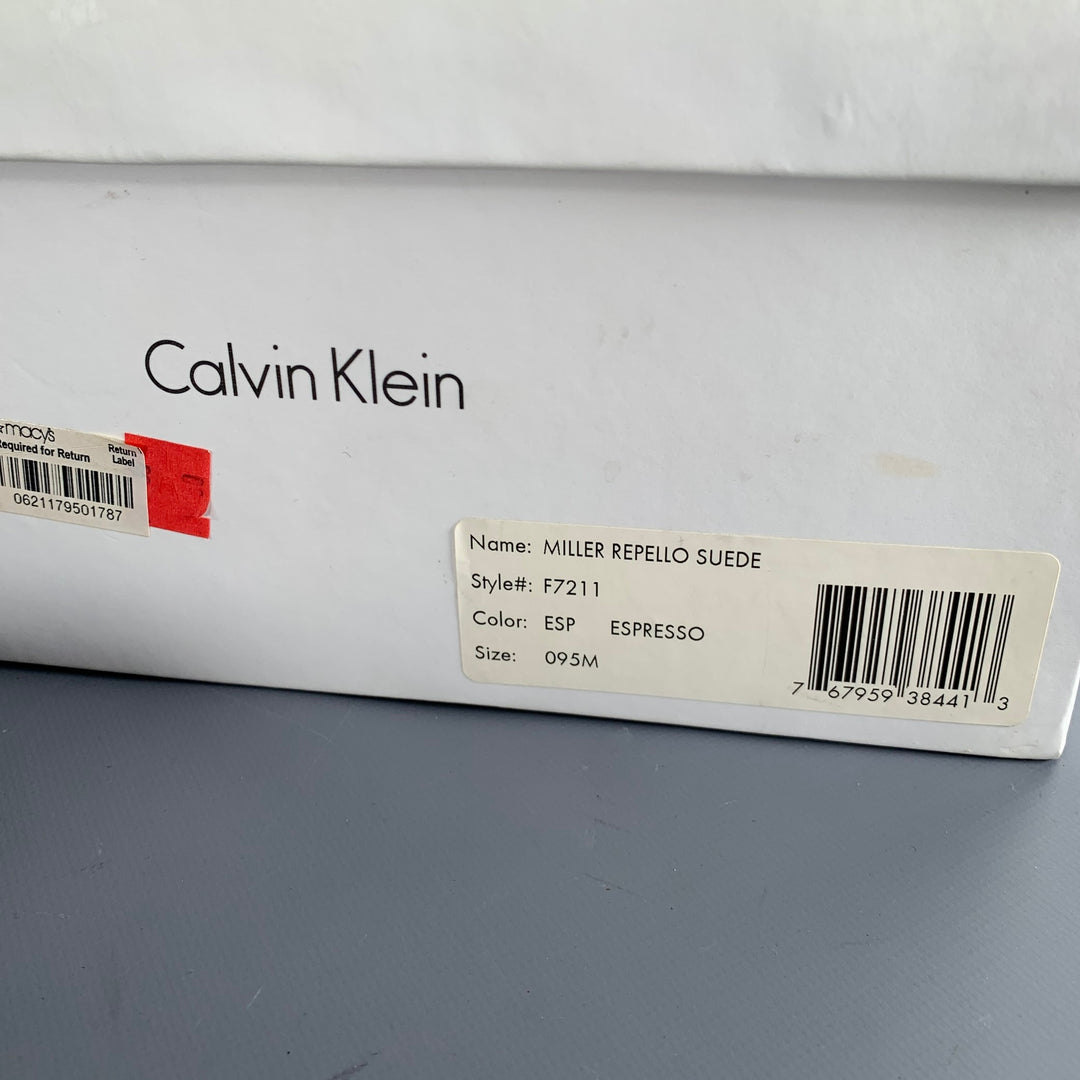 Calvin Klein
macy's
Required for Return
Return
Label
0621179501787
Name: MILLER REPELLO SUEDE
Style#: F7211
Color: ESP ESPRESSO
Size: 095M
7 67959 38441 3